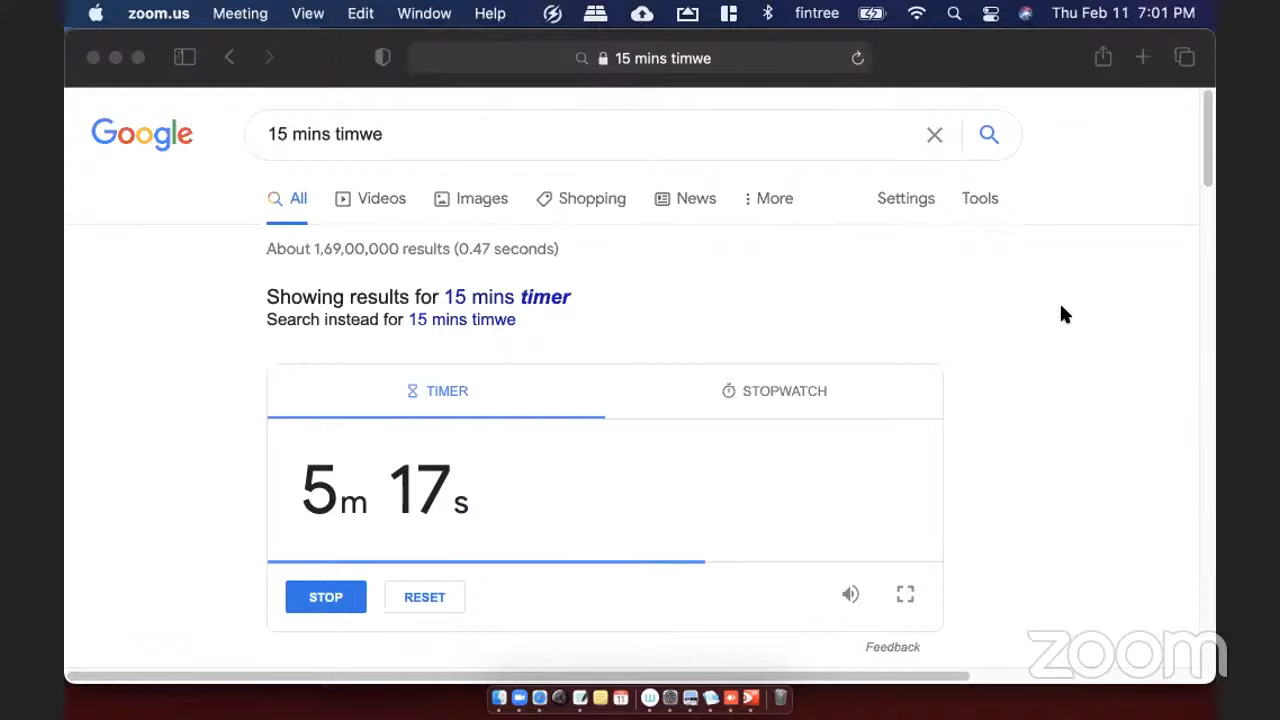 zoom.us Meeting View Edit Window Help fintree Thu Feb 11 7:01 PM
15 mins timwe
Google 15 mins timwe
All Videos Images Shopping News More Settings Tools
About 1,69,00,000 results (0.47 seconds)
Showing results for 15 mins timer
Search instead for 15 mins timwe
TIMER STOPWATCH
5m 17s
STOP RESET
Feedback
zoom
11